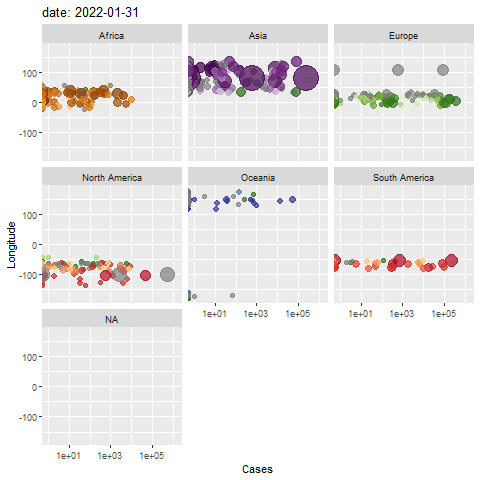 date: 2022-01-31
Africa
Asia
Europe
100
0
-100
North America
Oceania
South America
100
0
-100
Longitude
1e+01 1e+03 1e+05
1e+01 1e+03 1e+05
NA
100
0
-100
1e+01 1e+03 1e+05
Cases